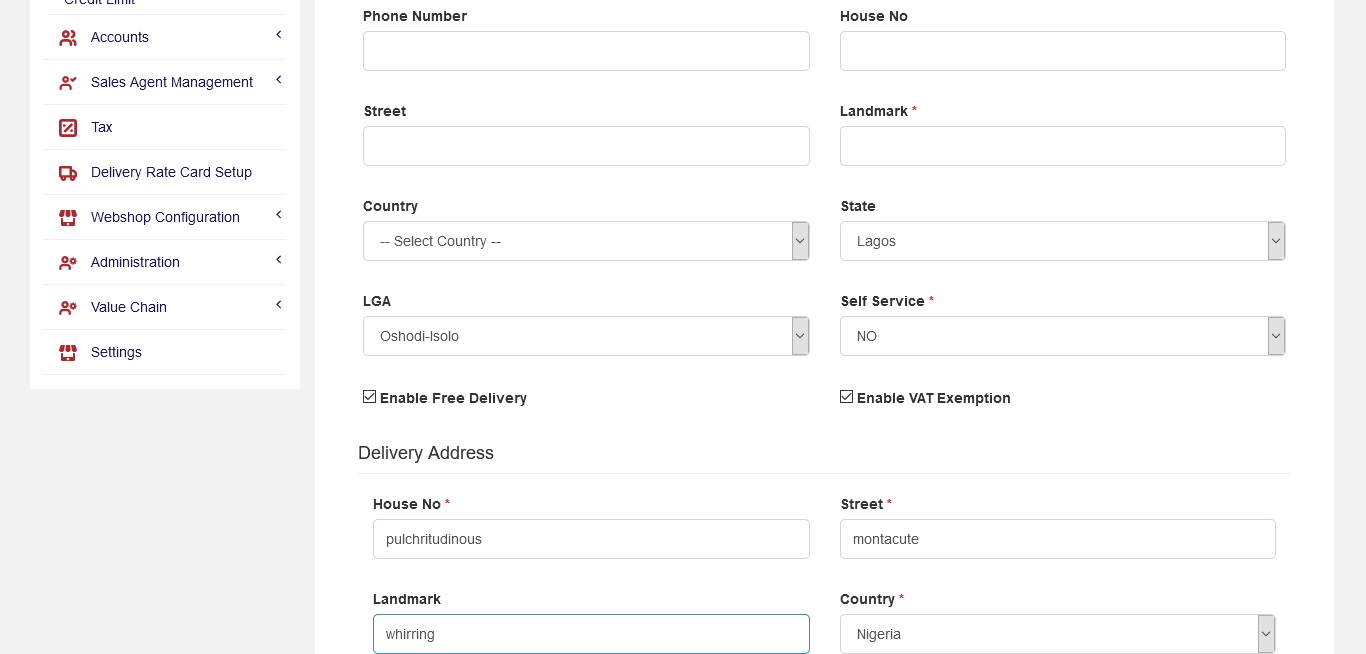 Credit Limit
Accounts
Sales Agent Management
Tax
Delivery Rate Card Setup
Webshop Configuration
Administration
Value Chain
Settings
Phone Number
House No
Street
Landmark *
Country
State
-- Select Country --
Lagos
LGA
Self Service *
Oshodi-Isolo
NO
Enable Free Delivery
Enable VAT Exemption
Delivery Address
House No *
Street *
pulchritudinous
montacute
Landmark
Country *
whirring
Nigeria